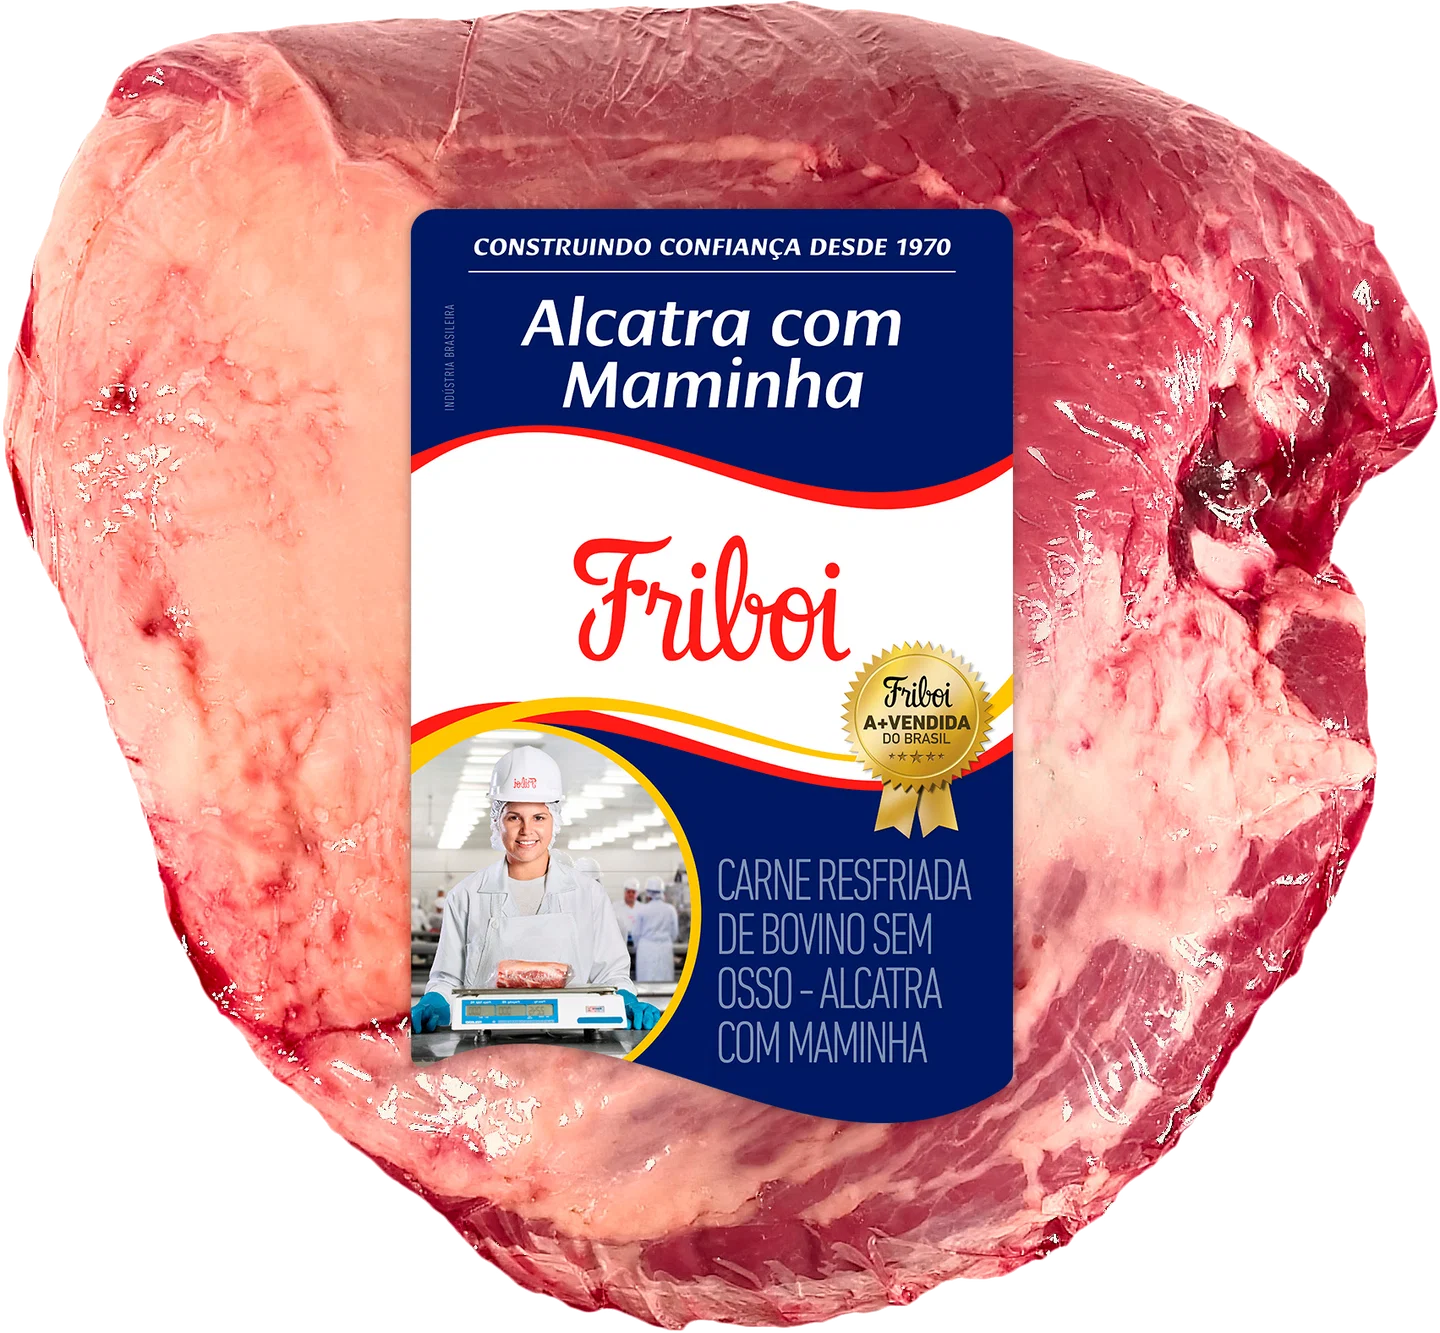 CONSTRUINDO CONFIANÇA DESDE 1970
INDÚSTRIA BRASILEIRA
Alcatra com
Maminha
Friboi
Friboi
A+VENDIDA
DO BRASIL
Friboi
CARNE RESFRIADA
DE BOVINO SEM
OSSO - ALCATRA
COM MAMINHA